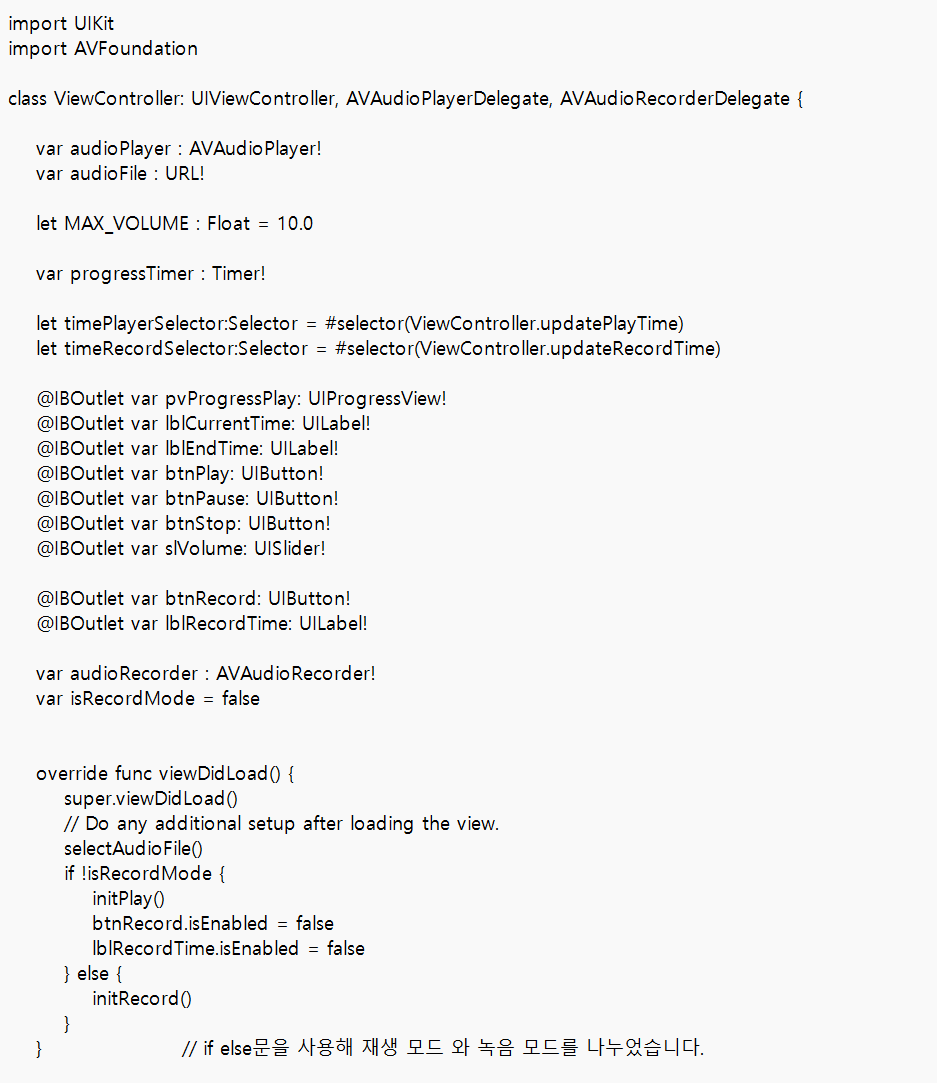 import UIKit
import AVFoundation
class ViewController: UIViewController, AVAudioPlayerDelegate, AVAudioRecorderDelegate {
var audioPlayer : AVAudioPlayer!
var audioFile : URL!
let MAX_VOLUME : Float = 10.0
var progressTimer : Timer!
let timePlayerSelector:Selector = #selector(ViewController.updatePlayTime)
let timeRecordSelector:Selector = #selector(ViewController.updateRecordTime)
@IBOutlet var pvProgressPlay: UIProgressView!
@IBOutlet var lblCurrentTime: UILabel!
@IBOutlet var lblEndTime: UILabel!
@IBOutlet var btnPlay: UIButton!
@IBOutlet var btnPause: UIButton!
@IBOutlet var btnStop: UIButton!
@IBOutlet var slVolume: UISlider!
@IBOutlet var btnRecord: UIButton!
@IBOutlet var lblRecordTime: UILabel!
var audioRecorder : AVAudioRecorder!
var isRecordMode = false
override func viewDidLoad() {
super.viewDidLoad()
// Do any additional setup after loading the view.
selectAudioFile()
if !isRecordMode {
initPlay()
btnRecord.isEnabled = false
lblRecordTime.isEnabled = false
} else {
initRecord()
}
} // if else문을 사용해 재생 모드 와 녹음 모드를 나누었습니다.